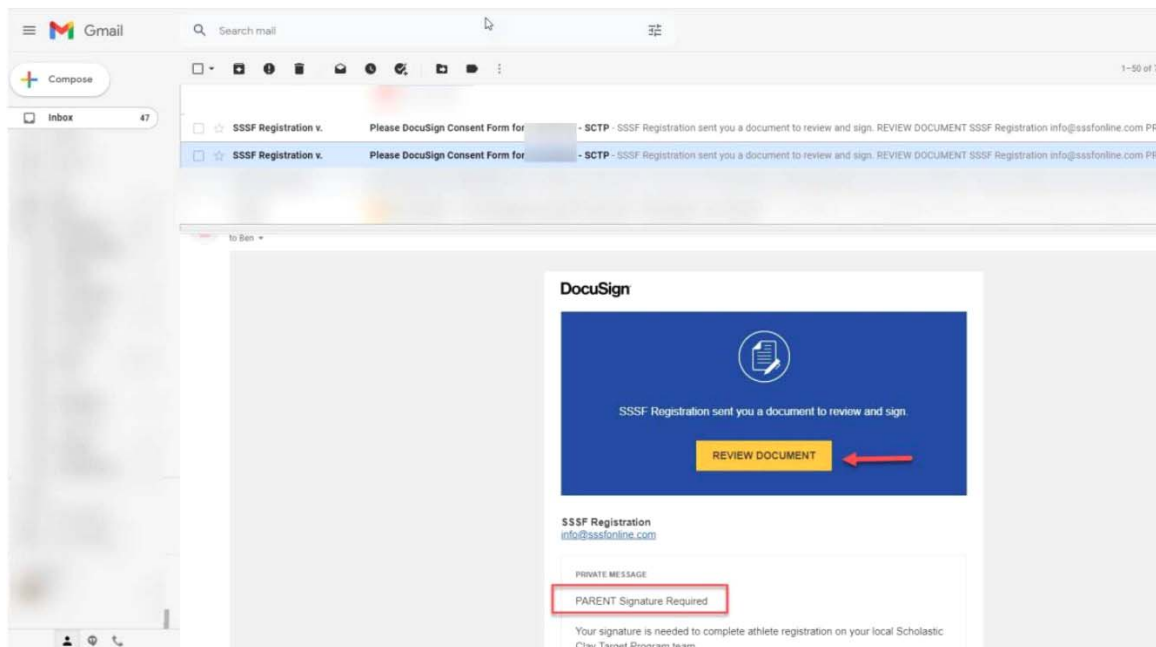 Gmail
Search mail
Compose
1–50 of
Inbox 47
SSSF Registration v. Please DocuSign Consent Form for - SCTP - SSSF Registration sent you a document to review and sign. REVIEW DOCUMENT SSSF Registration info@sssfonline.com
SSSF Registration v. Please DocuSign Consent Form for - SCTP - SSSF Registration sent you a document to review and sign. REVIEW DOCUMENT SSSF Registration info@sssfonline.com
to Ben
DocuSign
SSSF Registration sent you a document to review and sign.
REVIEW DOCUMENT
SSSF Registration
info@sssfonline.com
PRIVATE MESSAGE
PARENT Signature Required
Your signature is needed to complete athlete registration on your local Scholastic
Clay Target Program team